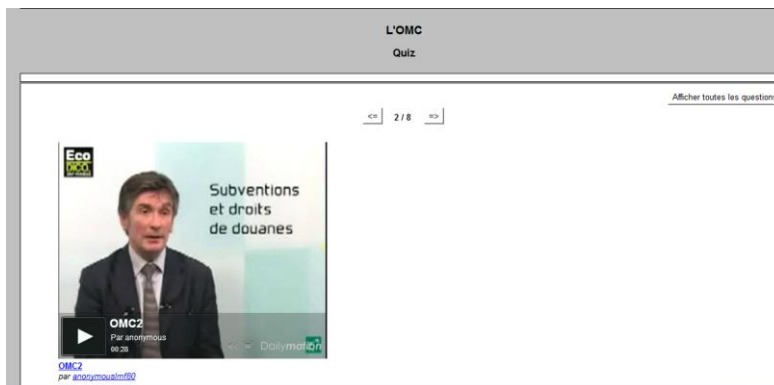 L'OMC
Quiz
Afficher toutes les questions
<= 2 / 8 =>
Eco
DICO
Subventions
et droits
de douanes
OMC2
Par anonymous
00:28
Dailymotion
OMC2
par anonymouslmf80